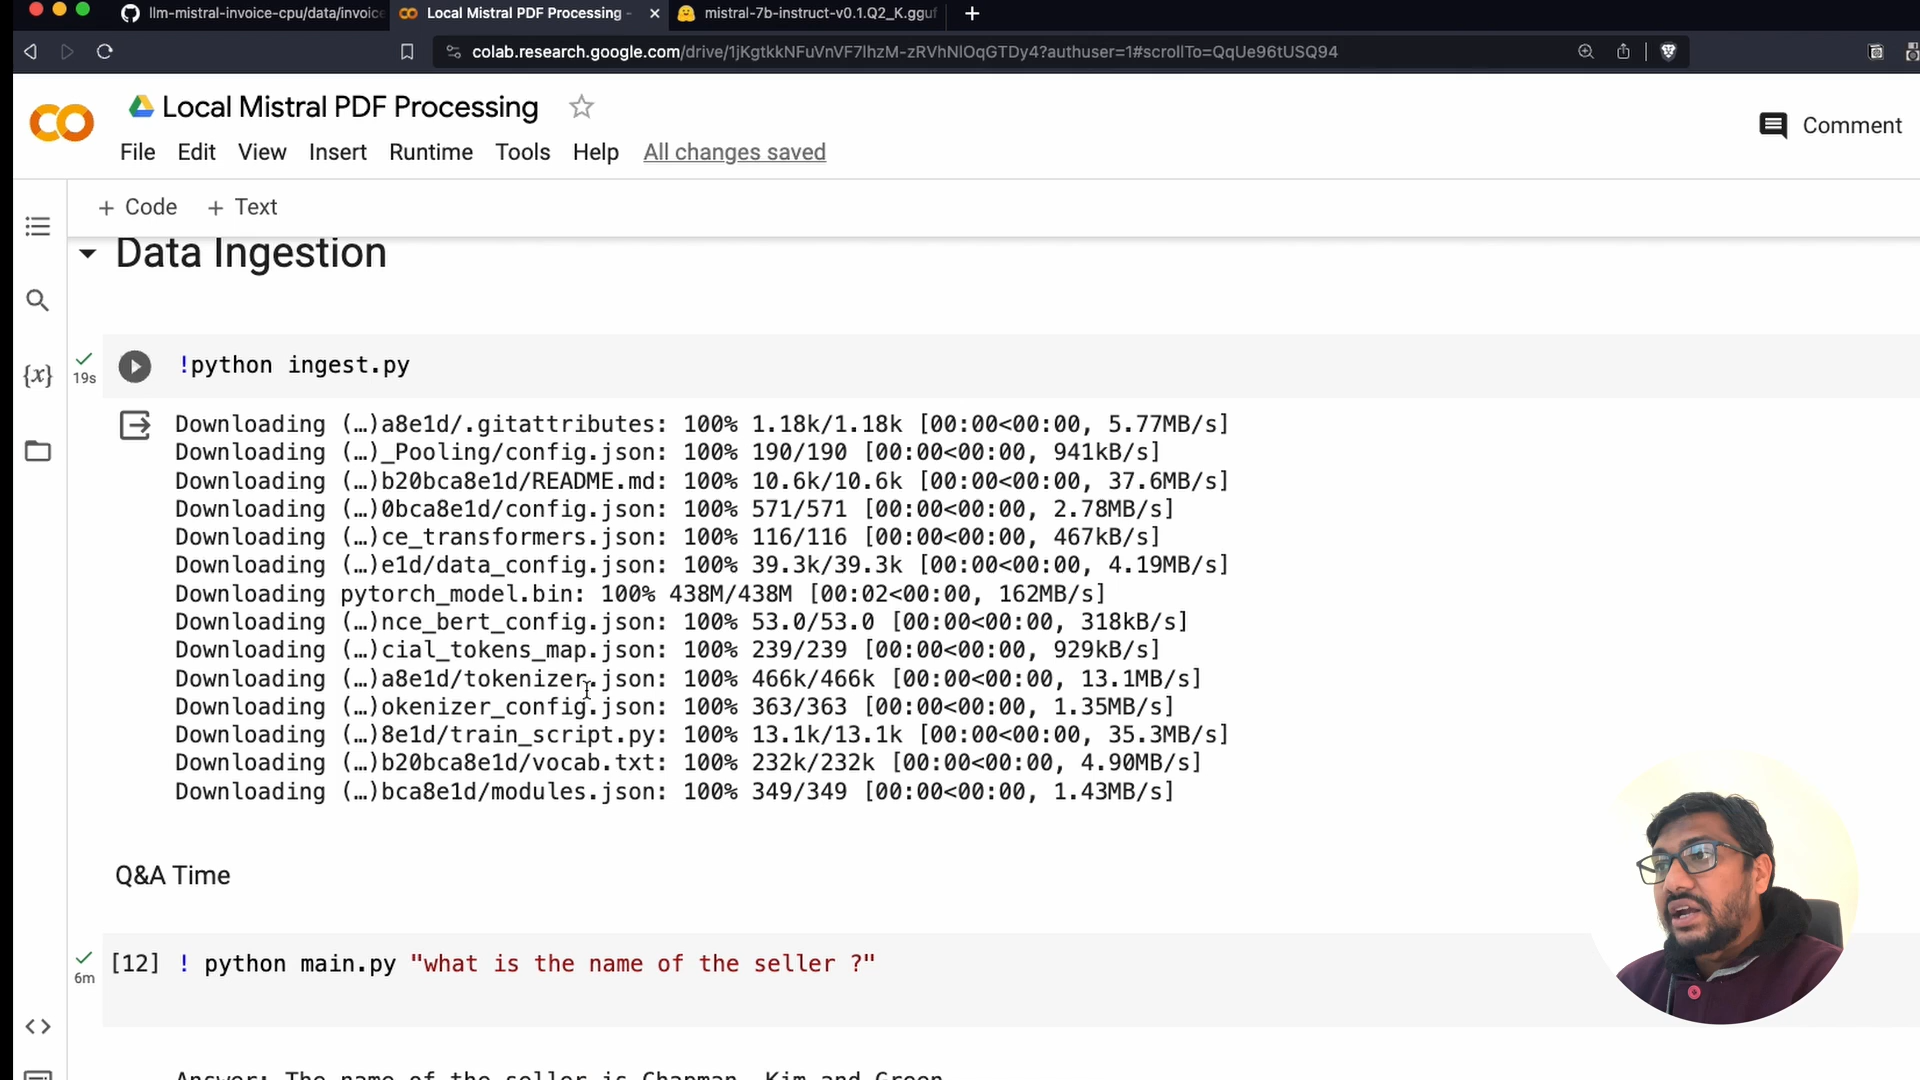 llm-mistral-invoice-cpu/data/invoice
Local Mistral PDF Processing -
mistral-7b-instruct-v0.1.Q2_K.gguf
colab.research.google.com/drive/1jKgtkkNFuVnVF7lhzM-zRVhNlOqGTDy4?authuser=1#scrollTo=QqUe96tUSQ94
Local Mistral PDF Processing
Comment
File Edit View Insert Runtime Tools Help All changes saved
+ Code + Text
Data Ingestion
!python ingest.py
19s
Downloading (…)a8e1d/.gitattributes: 100% 1.18k/1.18k [00:00<00:00, 5.77MB/s]
Downloading (…)_Pooling/config.json: 100% 190/190 [00:00<00:00, 941kB/s]
Downloading (…)b20bca8e1d/README.md: 100% 10.6k/10.6k [00:00<00:00, 37.6MB/s]
Downloading (…)0bca8e1d/config.json: 100% 571/571 [00:00<00:00, 2.78MB/s]
Downloading (…)ce_transformers.json: 100% 116/116 [00:00<00:00, 467kB/s]
Downloading (…)e1d/data_config.json: 100% 39.3k/39.3k [00:00<00:00, 4.19MB/s]
Downloading pytorch_model.bin: 100% 438M/438M [00:02<00:00, 162MB/s]
Downloading (…)nce_bert_config.json: 100% 53.0/53.0 [00:00<00:00, 318kB/s]
Downloading (…)cial_tokens_map.json: 100% 239/239 [00:00<00:00, 929kB/s]
Downloading (…)a8e1d/tokenizer.json: 100% 466k/466k [00:00<00:00, 13.1MB/s]
Downloading (…)okenizer_config.json: 100% 363/363 [00:00<00:00, 1.35MB/s]
Downloading (…)8e1d/train_script.py: 100% 13.1k/13.1k [00:00<00:00, 35.3MB/s]
Downloading (…)b20bca8e1d/vocab.txt: 100% 232k/232k [00:00<00:00, 4.90MB/s]
Downloading (…)bca8e1d/modules.json: 100% 349/349 [00:00<00:00, 1.43MB/s]
Q&A Time
[12] ! python main.py "what is the name of the seller ?"
6m
Answer: The name of the seller is Chapman, Kim and Green